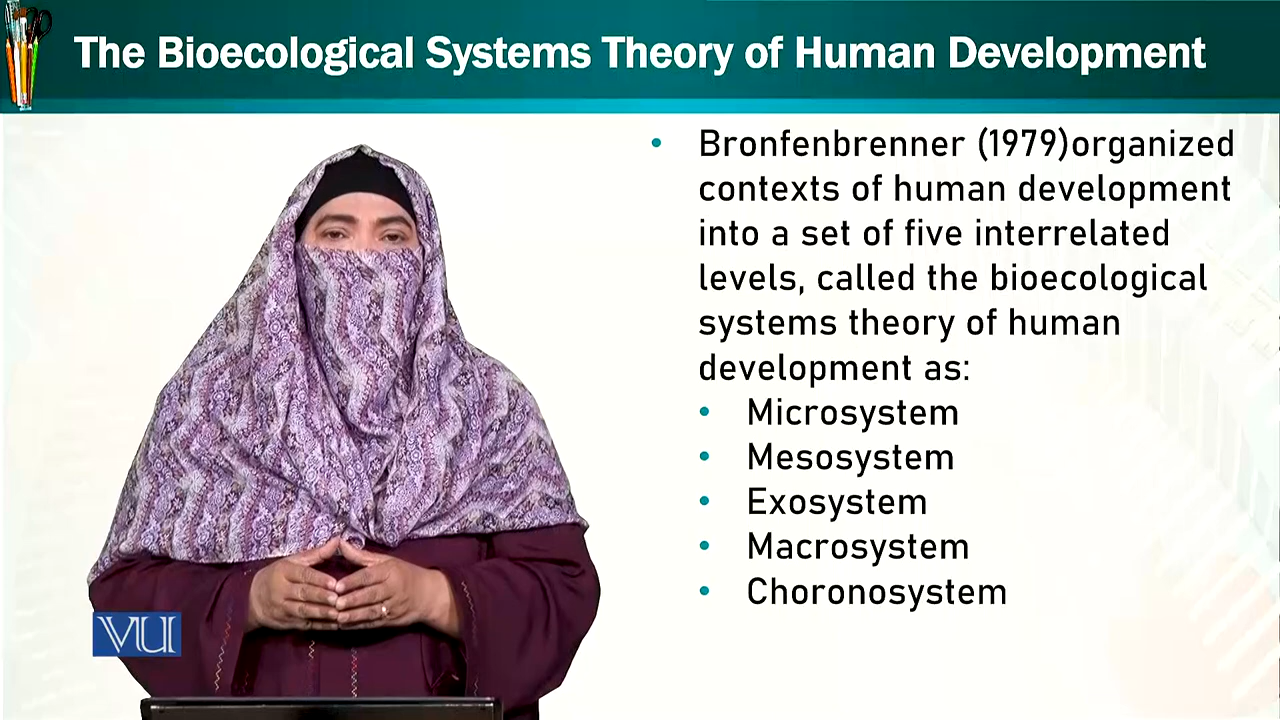 The Bioecological Systems Theory of Human Development
• Bronfenbrenner (1979)organized
contexts of human development
into a set of five interrelated
levels, called the bioecological
systems theory of human
development as:
• Microsystem
• Mesosystem
• Exosystem
• Macrosystem
• Choronosystem
VU